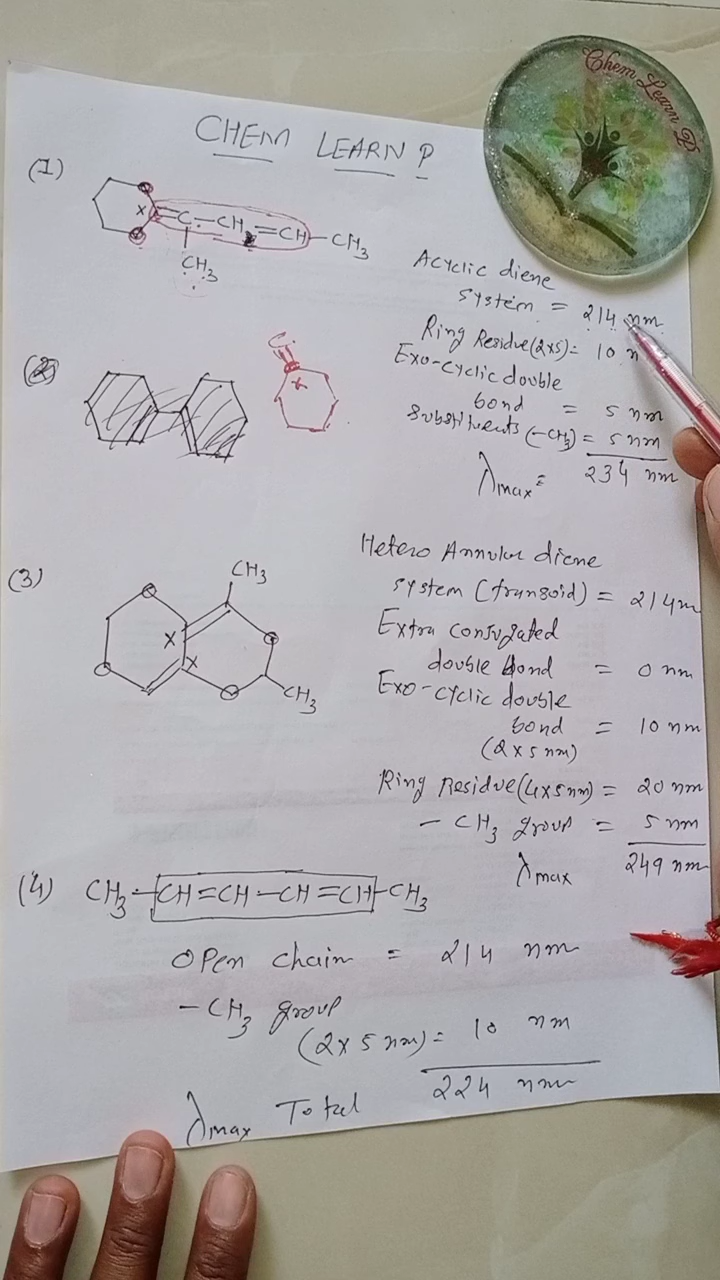 Chem Learn P
CHEM LEARN P
(1)
X =C-CH=CH-CH3
CH3
Acyclic diene
system = 214 nm
Ring Residue (2x5) = 10 n
Exo-cyclic double
bond = 5 nm
Substituents (-CH3) = 5 nm
λmax = 234 nm
(2)
C
X
(3)
CH3
X
X
CH3
Hetero Annular diene
system (transoid) = 214m
Extra conjugated
double bond = 0 nm
Exo-cyclic double
bond = 10 nm
(2 x 5 nm)
Ring Residue (4x5 nm) = 20 nm
- CH3 group = 5 nm
λmax 249 nm
(4) CH3-CH=CH-CH=CH-CH3
Open chain = 214 nm
- CH3 group
(2 x 5 nm) = 10 nm
λmax Total 224 nm